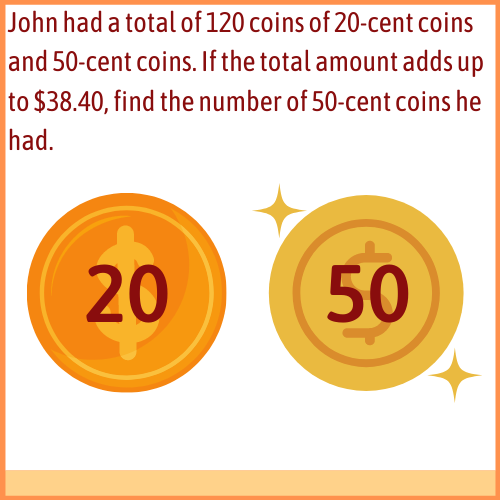 John had a total of 120 coins of 20-cent coins
and 50-cent coins. If the total amount adds up
to $38.40, find the number of 50-cent coins he
had.
20 50